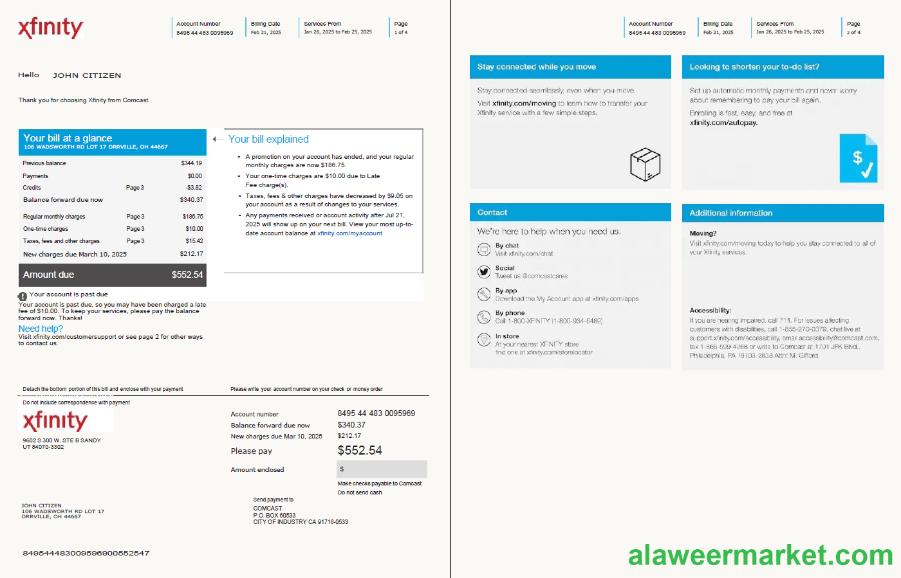 xfinity
Account Number
8495 44 483 0095969
Billing Date
Feb 21, 2025
Services From
Jan 26, 2025 to Feb 25, 2025
Page
1 of 4
Hello JOHN CITIZEN
Thank you for choosing Xfinity from Comcast.
Your bill at a glance
106 WADSWORTH RD LOT 17 ORRVILLE, OH 44667
Previous balance $344.19
Payments $0.00
Credits Page 3 -$3.82
Balance forward due now $340.37
Regular monthly charges Page 3 $186.75
One-time charges Page 3 $10.00
Taxes, fees and other charges Page 3 $15.42
New charges due March 10, 2025 $212.17
Amount due $552.54
Your account is past due
Your account is past due, so you may have been charged a late
fee of $10.00. To keep your services, please pay the balance
forward now. Thanks!
Need help?
Visit xfinity.com/customersupport or see page 2 for other ways
to contact us.
Your bill explained
• A promotion on your account has ended, and your regular
monthly charges are now $186.75.
• Your one-time charges are $10.00 due to Late
Fee charge(s).
• Taxes, fees & other charges have decreased by $9.05 on
your account as a result of changes to your services.
• Any payments received or account activity after Jul 21,
2025 will show up on your next bill. View your most up-to-
date account balance at xfinity.com/myaccount
Detach the bottom portion of this bill and enclose with your payment
Please write your account number on your check or money order
Do not include correspondence with payment
xfinity
9602 S 300 W, STE B SANDY
UT 84070-3302
Account number 8495 44 483 0095969
Balance forward due now $340.37
New charges due Mar 10, 2025 $212.17
Please pay $552.54
Amount enclosed $
Make checks payable to Comcast
Do not send cash
JOHN CITIZEN
106 WADSWORTH RD LOT 17
ORRVILLE, OH 44667
Send payment to
COMCAST
P.O. BOX 60533
CITY OF INDUSTRY CA 91716-0533
849544483009596900552547
Account Number
8495 44 483 0095969
Billing Date
Feb 21, 2025
Services From
Jan 26, 2025 to Feb 25, 2025
Page
2 of 4
Stay connected while you move
Stay connected seamlessly, even when you move.
Visit xfinity.com/moving to learn how to transfer your
Xfinity service with a few simple steps.
Looking to shorten your to-do list?
Set up automatic monthly payments and never worry
about remembering to pay your bill again.
Enrolling is fast, easy, and free at
xfinity.com/autopay.
$
Contact
We're here to help when you need us.
By chat
Visit xfinity.com/chat
Social
Tweet us @comcastcares
By app
Download the My Account app at xfinity.com/apps
By phone
Call 1-800-XFINITY (1-800-934-6489)
In store
At your nearest XFINITY store
find one at xfinity.com/storelocator
Additional information
Moving?
Visit xfinity.com/moving today to help you stay connected to all of
your Xfinity services.
Accessibility:
If you are hearing impaired, call 711. For issues affecting
customers with disabilities, call 1-855-270-0379, chat live at
support.xfinity.com/accessibility, email accessibility@comcast.com,
fax 1-866-599-4268 or write to Comcast at 1701 JFK Blvd.,
Philadelphia, PA 19103-2838 Attn: M. Gifford.
alaweermarket.com